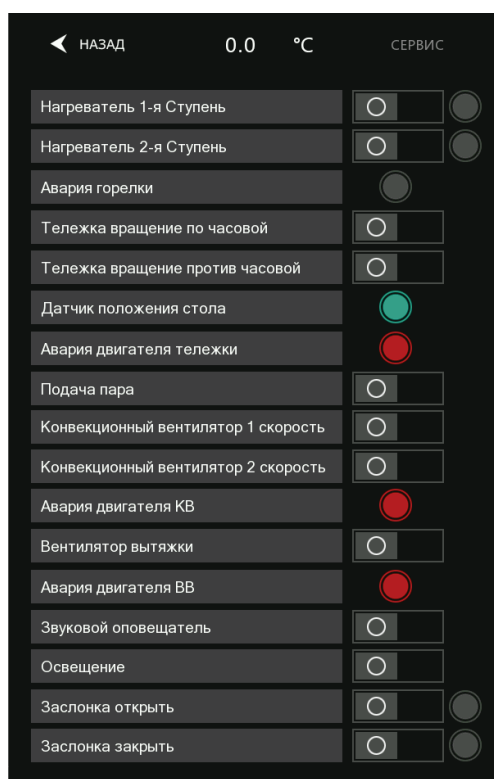 НАЗАД 0.0 °C СЕРВИС
Нагреватель 1-я Ступень
Нагреватель 2-я Ступень
Авария горелки
Тележка вращение по часовой
Тележка вращение против часовой
Датчик положения стола
Авария двигателя тележки
Подача пара
Конвекционный вентилятор 1 скорость
Конвекционный вентилятор 2 скорость
Авария двигателя КВ
Вентилятор вытяжки
Авария двигателя ВВ
Звуковой оповещатель
Освещение
Заслонка открыть
Заслонка закрыть